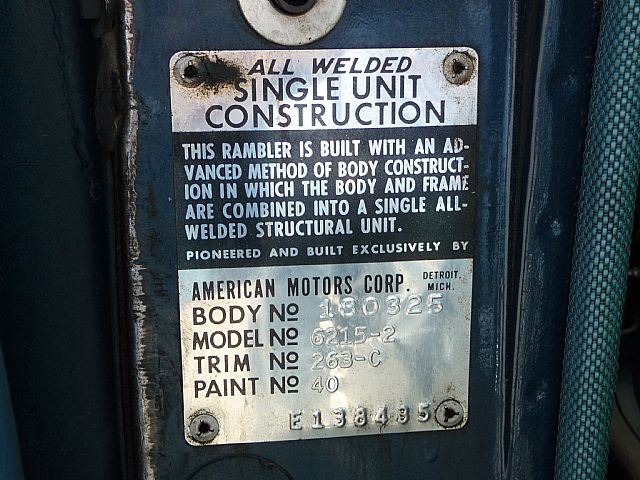 ALL WELDED
SINGLE UNIT
CONSTRUCTION
THIS RAMBLER IS BUILT WITH AN AD-
VANCED METHOD OF BODY CONSTRUCT-
ION IN WHICH THE BODY AND FRAME
ARE COMBINED INTO A SINGLE ALL-
WELDED STRUCTURAL UNIT.
PIONEERED AND BUILT EXCLUSIVELY BY
AMERICAN MOTORS CORP. DETROIT, MICH.
BODY Nº 180325
MODEL Nº 6215-2
TRIM Nº 263-C
PAINT Nº 40
E138435